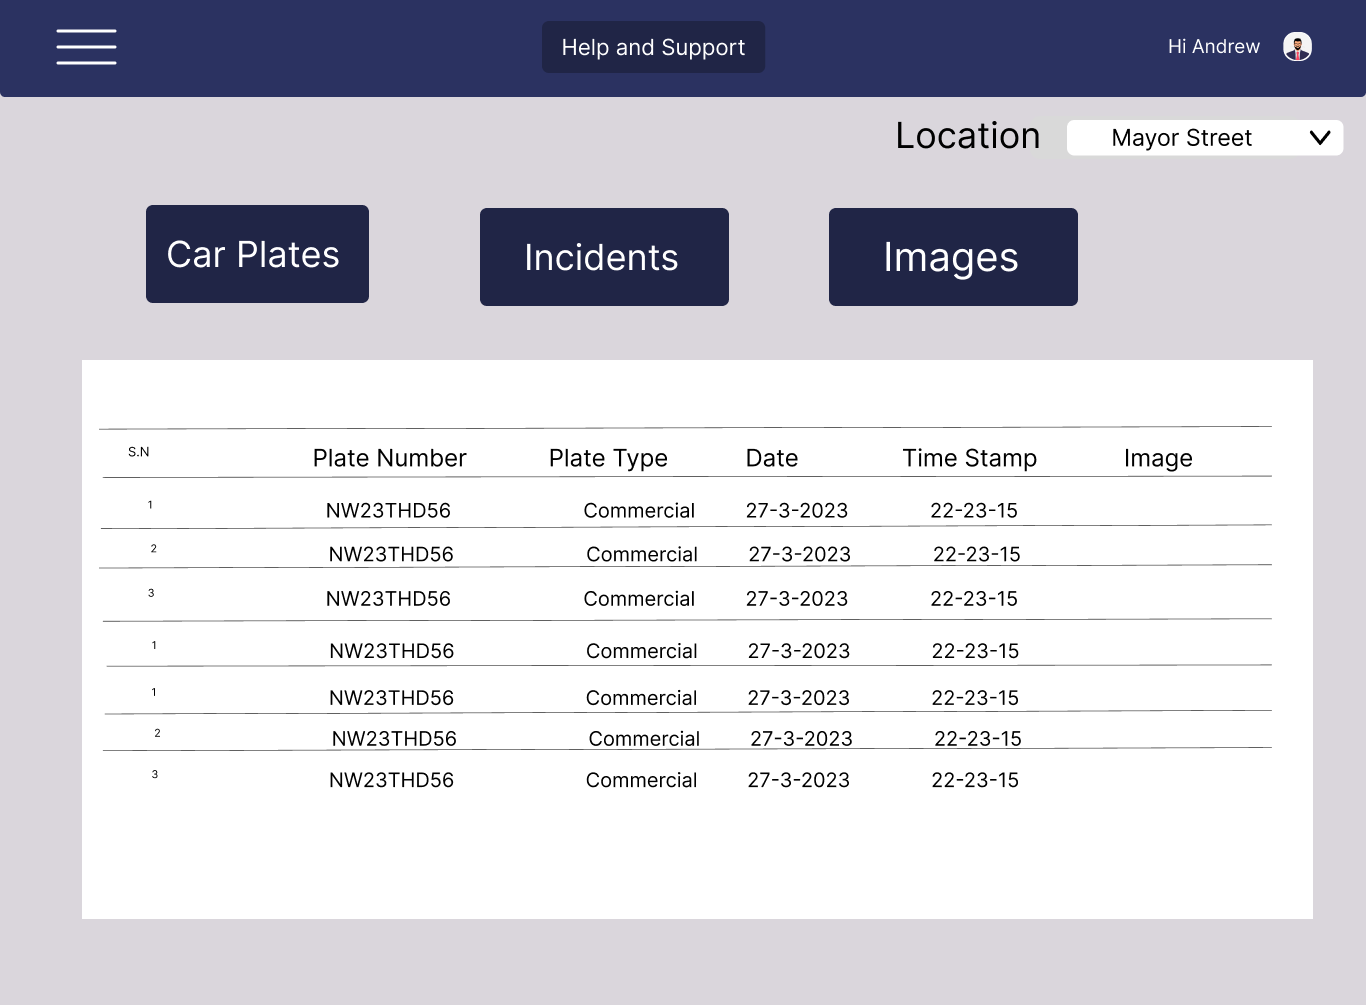 Help and Support
Hi Andrew
Location
Mayor Street
Car Plates
Incidents
Images
S.N Plate Number Plate Type Date Time Stamp Image
1 NW23THD56 Commercial 27-3-2023 22-23-15
2 NW23THD56 Commercial 27-3-2023 22-23-15
3 NW23THD56 Commercial 27-3-2023 22-23-15
1 NW23THD56 Commercial 27-3-2023 22-23-15
1 NW23THD56 Commercial 27-3-2023 22-23-15
2 NW23THD56 Commercial 27-3-2023 22-23-15
3 NW23THD56 Commercial 27-3-2023 22-23-15